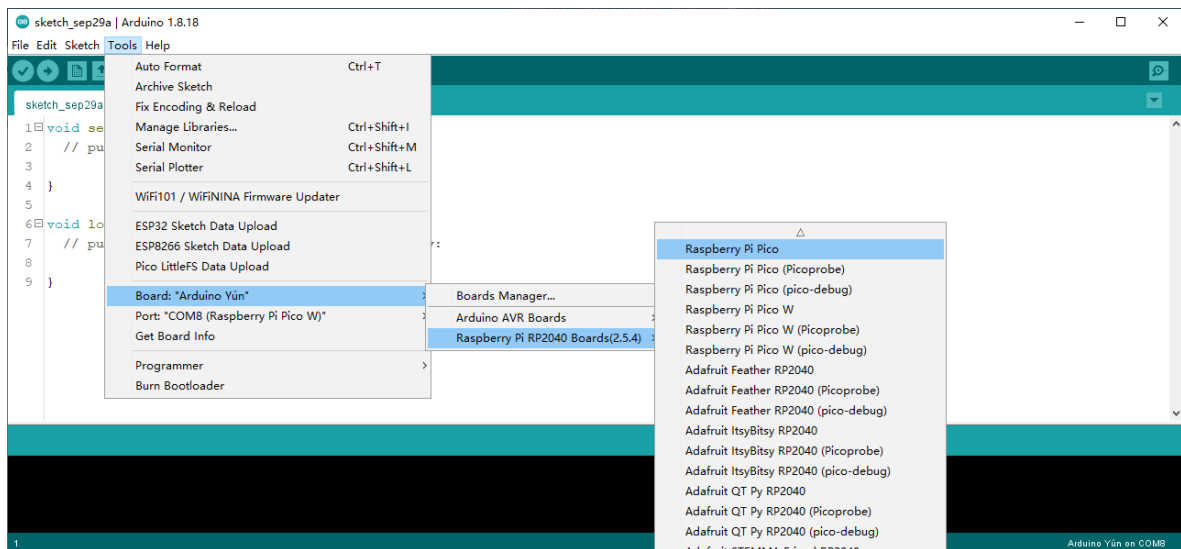 sketch_sep29a | Arduino 1.8.18
File Edit Sketch Tools Help
sketch_sep29a
1 void se
2 // pu
3
4 }
5
6 void lo
7 // pu y:
8
9 }
Auto Format Ctrl+T
Archive Sketch
Fix Encoding & Reload
Manage Libraries... Ctrl+Shift+I
Serial Monitor Ctrl+Shift+M
Serial Plotter Ctrl+Shift+L
WiFi101 / WiFiNINA Firmware Updater
ESP32 Sketch Data Upload
ESP8266 Sketch Data Upload
Pico LittleFS Data Upload
Board: "Arduino Yún"
Port: "COM8 (Raspberry Pi Pico W)"
Get Board Info
Programmer
Burn Bootloader
Boards Manager...
Arduino AVR Boards
Raspberry Pi RP2040 Boards(2.5.4)
Raspberry Pi Pico
Raspberry Pi Pico (Picoprobe)
Raspberry Pi Pico (pico-debug)
Raspberry Pi Pico W
Raspberry Pi Pico W (Picoprobe)
Raspberry Pi Pico W (pico-debug)
Adafruit Feather RP2040
Adafruit Feather RP2040 (Picoprobe)
Adafruit Feather RP2040 (pico-debug)
Adafruit ItsyBitsy RP2040
Adafruit ItsyBitsy RP2040 (Picoprobe)
Adafruit ItsyBitsy RP2040 (pico-debug)
Adafruit QT Py RP2040
Adafruit QT Py RP2040 (Picoprobe)
Adafruit QT Py RP2040 (pico-debug)
1
Arduino Yún on COM8